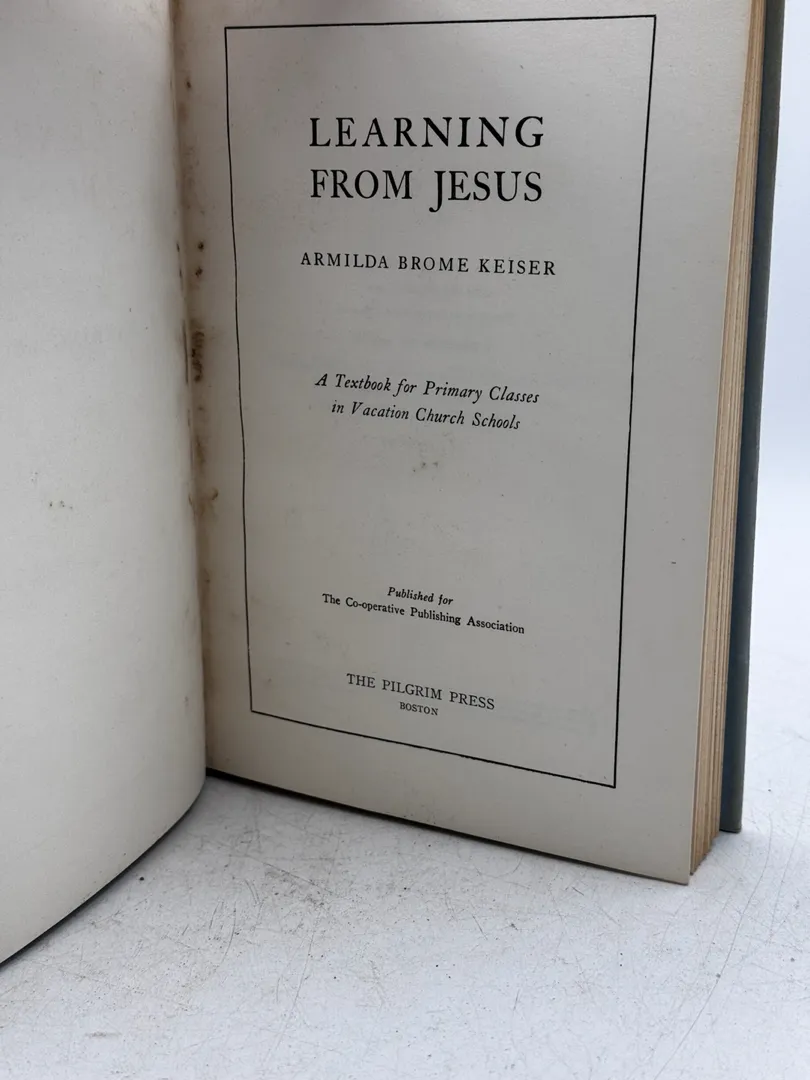 LEARNING
FROM JESUS
ARMILDA BROME KEISER
A Textbook for Primary Classes
in Vacation Church Schools
Published for
The Co-operative Publishing Association
THE PILGRIM PRESS
BOSTON